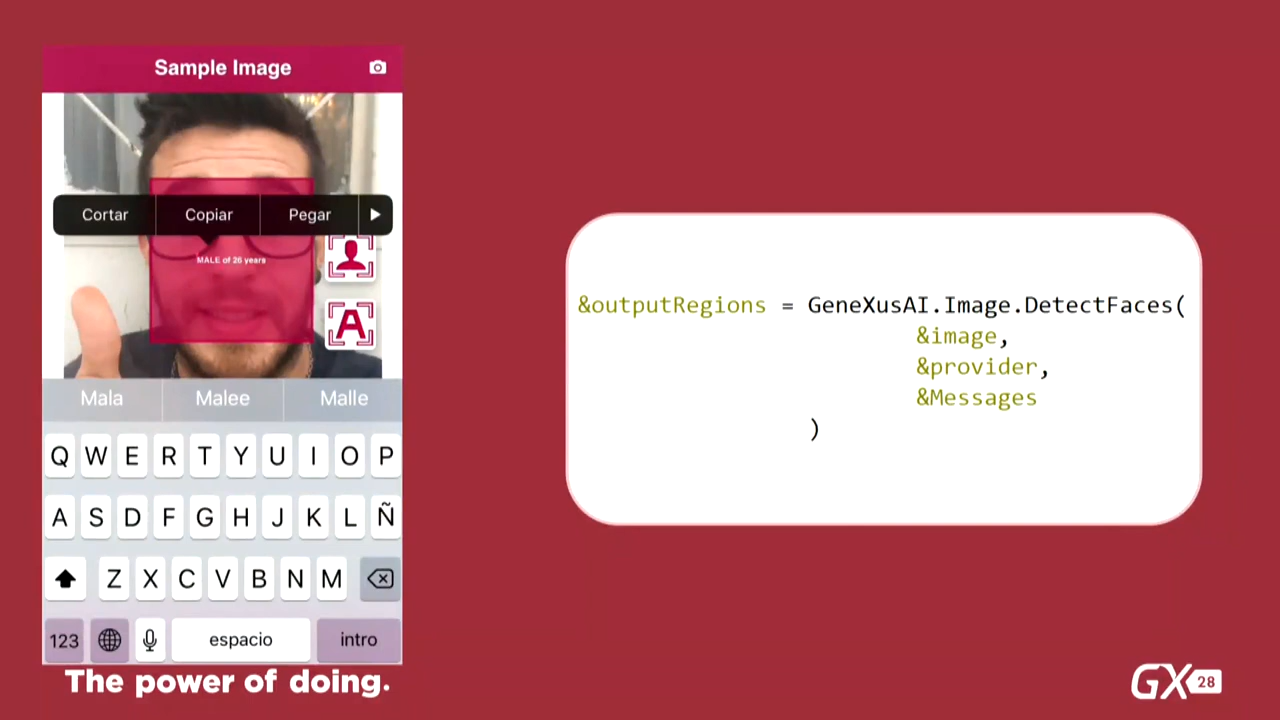 Sample Image
Cortar Copiar Pegar
MALE of 26 years
A
Mala Malee Malle
Q W E R T Y U I O P
A S D F G H J K L Ñ
Z X C V B N M
123 espacio intro
The power of doing.
&outputRegions = GeneXusAI.Image.DetectFaces(
&image,
&provider,
&Messages
)
GX 28